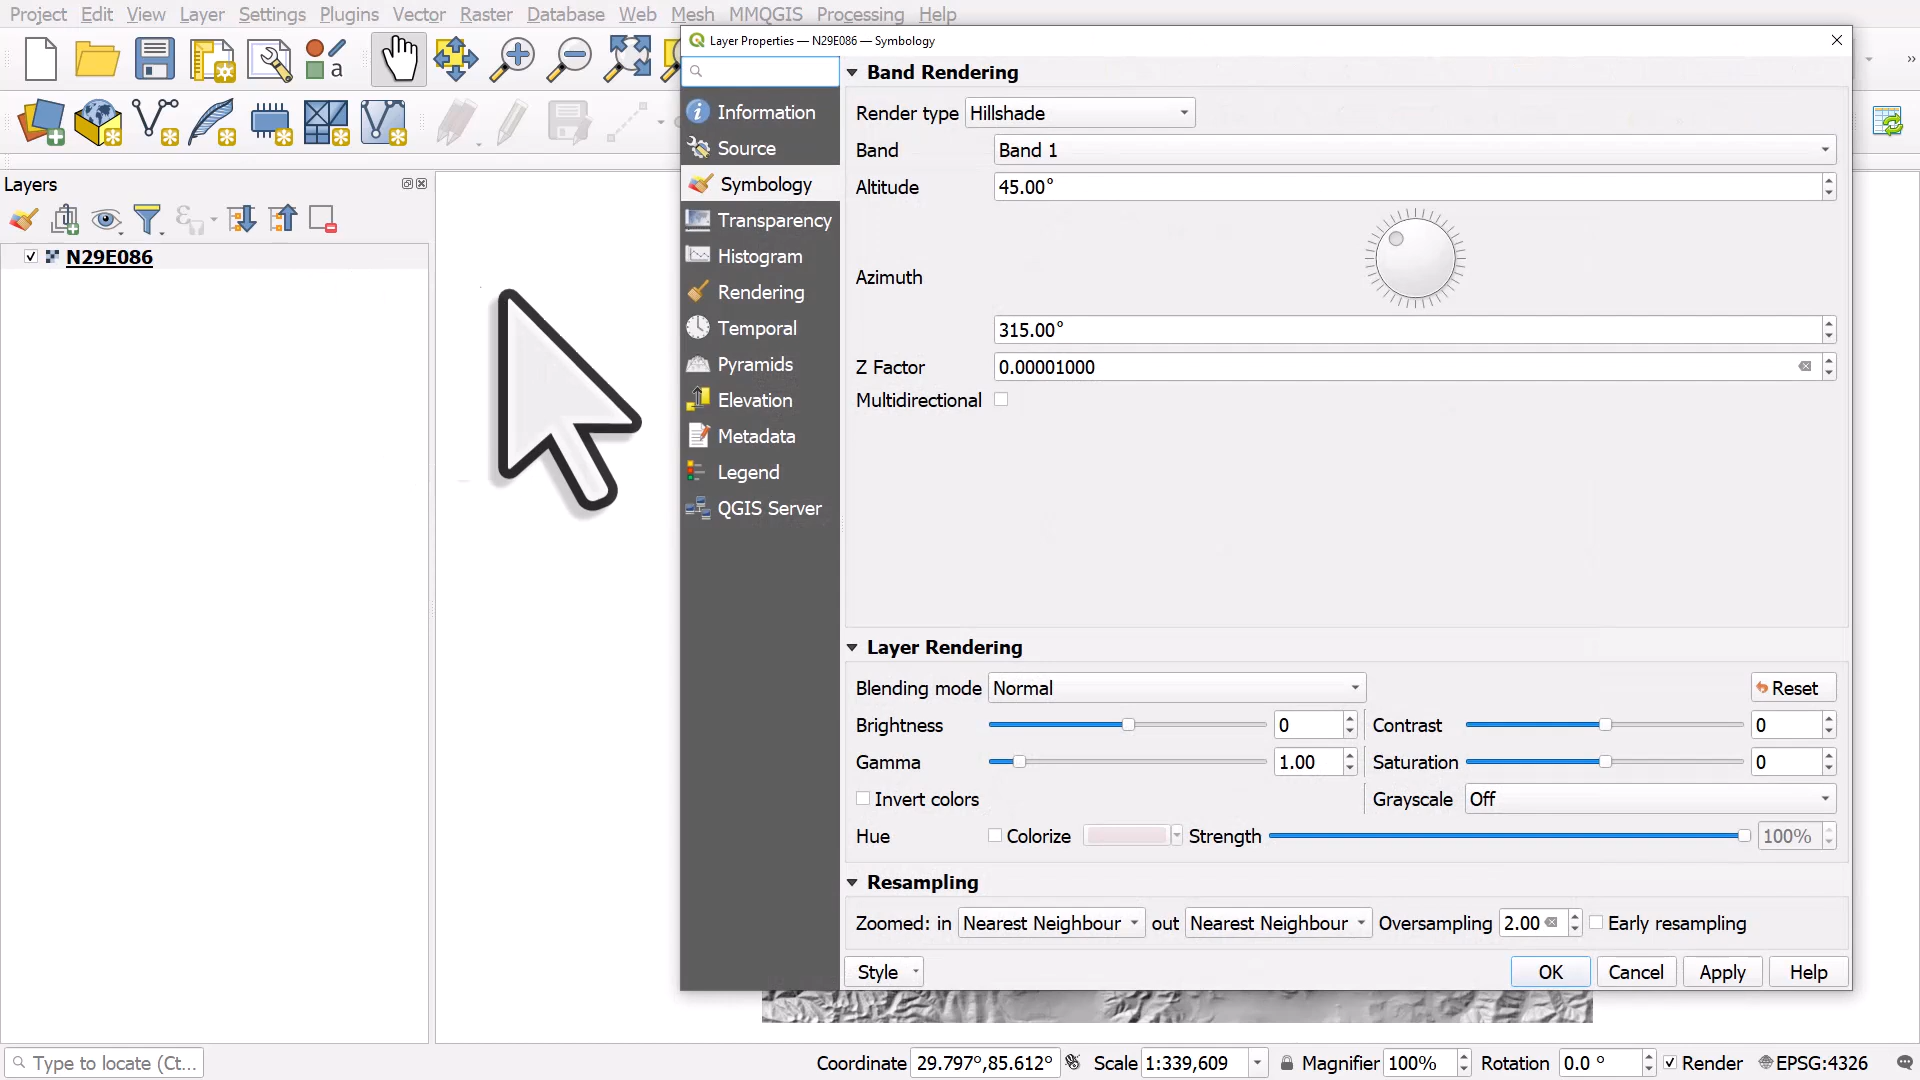 Project Edit View Layer Settings Plugins Vector Raster Database Web Mesh MMQGIS Processing Help
Layer Properties — N29E086 — Symbology
a
Layers
N29E086
Information
Source
Symbology
Transparency
Histogram
Rendering
Temporal
Pyramids
Elevation
Metadata
Legend
QGIS Server
Band Rendering
Render type Hillshade
Band Band 1
Altitude 45.00°
Azimuth
315.00°
Z Factor 0.00001000
Multidirectional
Layer Rendering
Blending mode Normal Reset
Brightness 0 Contrast 0
Gamma 1.00 Saturation 0
Invert colors Grayscale Off
Hue Colorize Strength 100%
Resampling
Zoomed: in Nearest Neighbour out Nearest Neighbour Oversampling 2.00 Early resampling
Style OK Cancel Apply Help
Type to locate (Ct... Coordinate 29.797°,85.612° Scale 1:339,609 Magnifier 100% Rotation 0.0 ° Render EPSG:4326